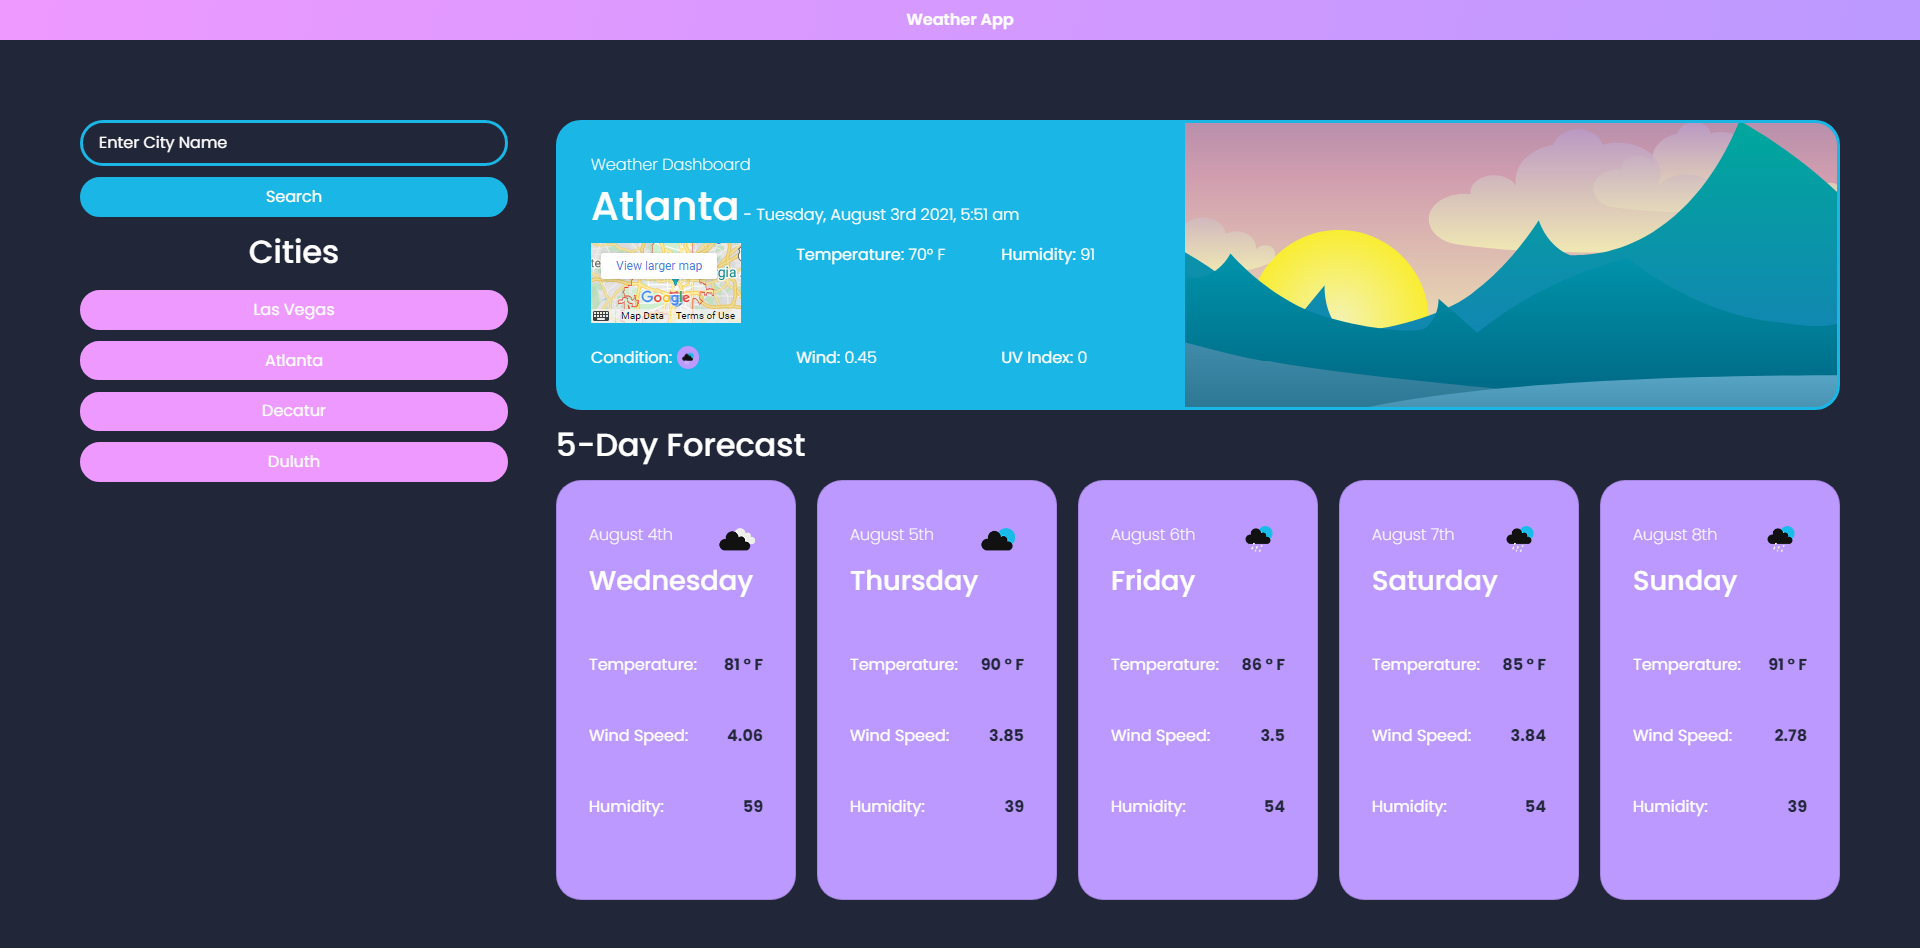 Weather App
Enter City Name
Search
Cities
Las Vegas
Atlanta
Decatur
Duluth
Weather Dashboard
Atlanta - Tuesday, August 3rd 2021, 5:51 am
View larger map
gia
Google
Map Data Terms of Use
Temperature: 70° F
Humidity: 91
Condition:
Wind: 0.45
UV Index: 0
5-Day Forecast
August 4th
Wednesday
Temperature: 81 ° F
Wind Speed: 4.06
Humidity: 59
August 5th
Thursday
Temperature: 90 ° F
Wind Speed: 3.85
Humidity: 39
August 6th
Friday
Temperature: 86 ° F
Wind Speed: 3.5
Humidity: 54
August 7th
Saturday
Temperature: 85 ° F
Wind Speed: 3.84
Humidity: 54
August 8th
Sunday
Temperature: 91 ° F
Wind Speed: 2.78
Humidity: 39